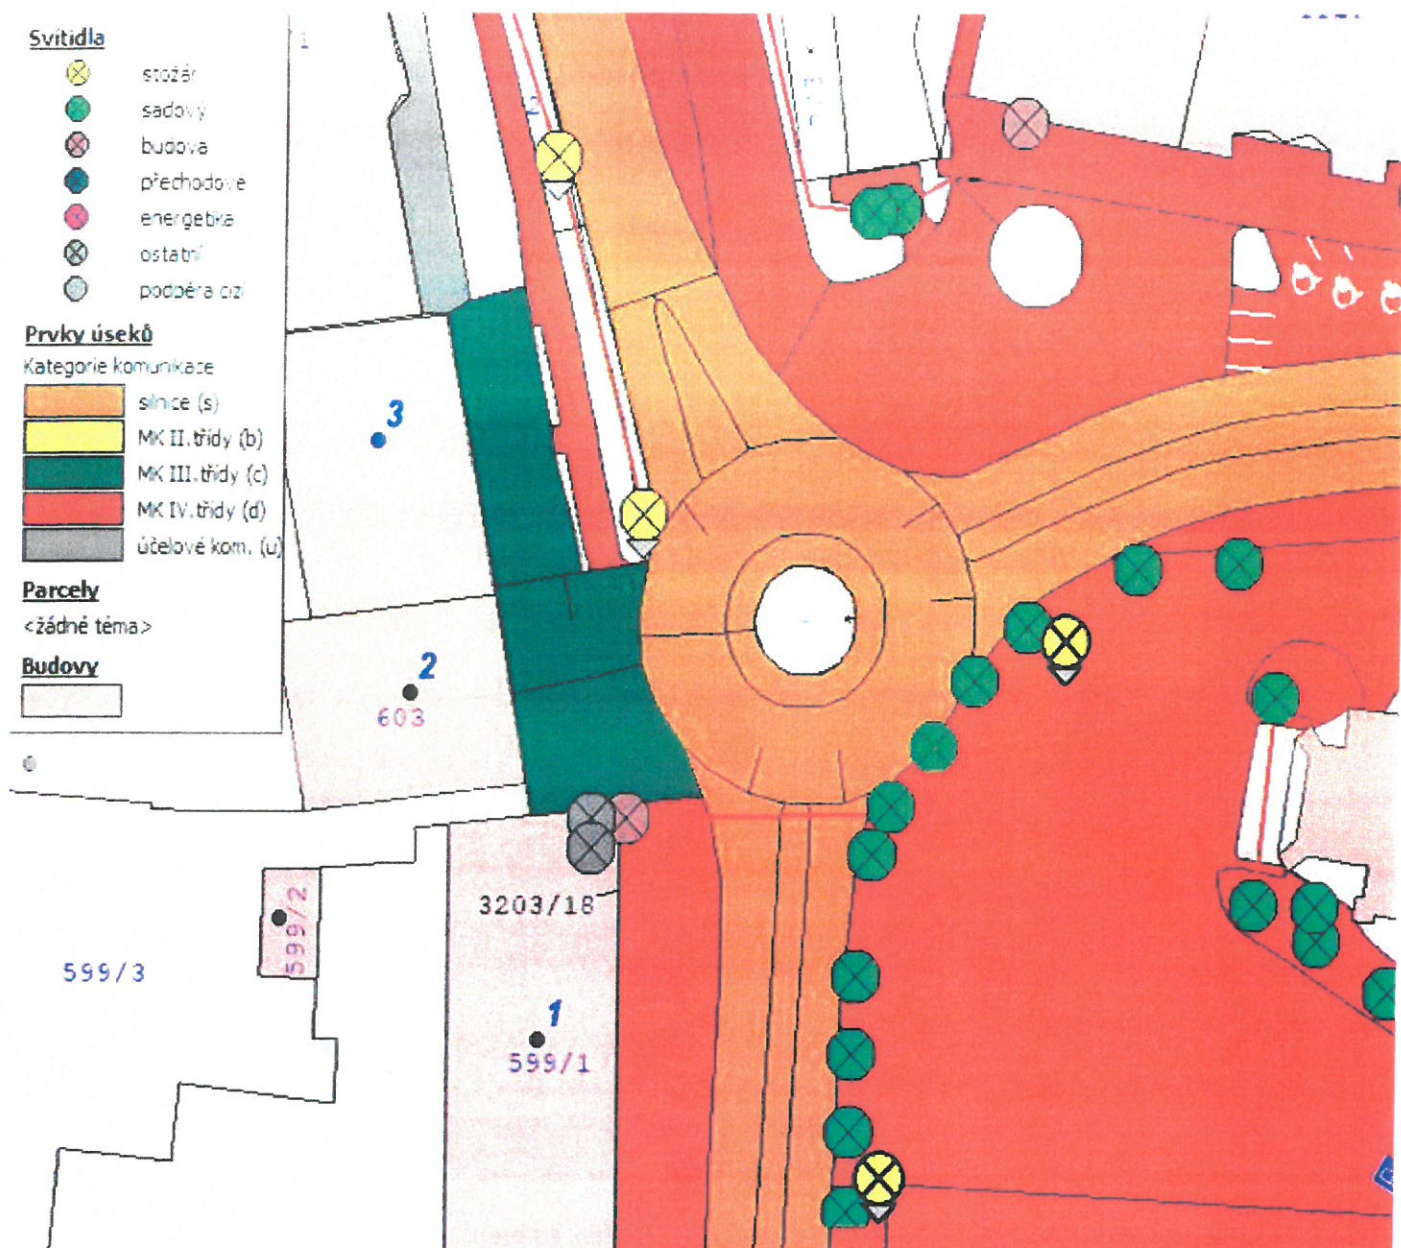 Svítidla
stožár
sadový
budova
přechodové
energetika
ostatní
podpěra cizí
Prvky úseků
Kategorie komunikace
silnice (s)
MK II.třídy (b)
MK III.třídy (c)
MK IV.třídy (d)
účelové kom. (u)
Parcely
<žádné téma>
Budovy
2
3
2
603
3203/18
599/2
599/3
1
599/1